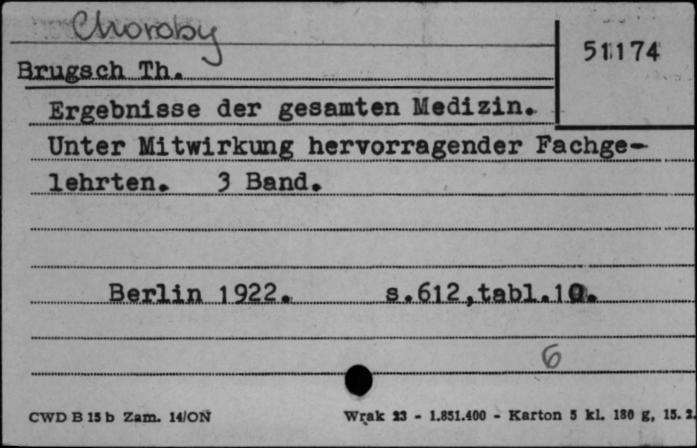 Choroby
51174
Brugsch Th.
Ergebnisse der gesamten Medizin.
Unter Mitwirkung hervorragender Fachge-
lehrten. 3 Band.
Berlin 1922. s.612,tabl.10.
6
CWD B 15 b Zam. 14/ON Wrak 23 - 1.851.400 - Karton 5 kl. 180 g, 15.2.